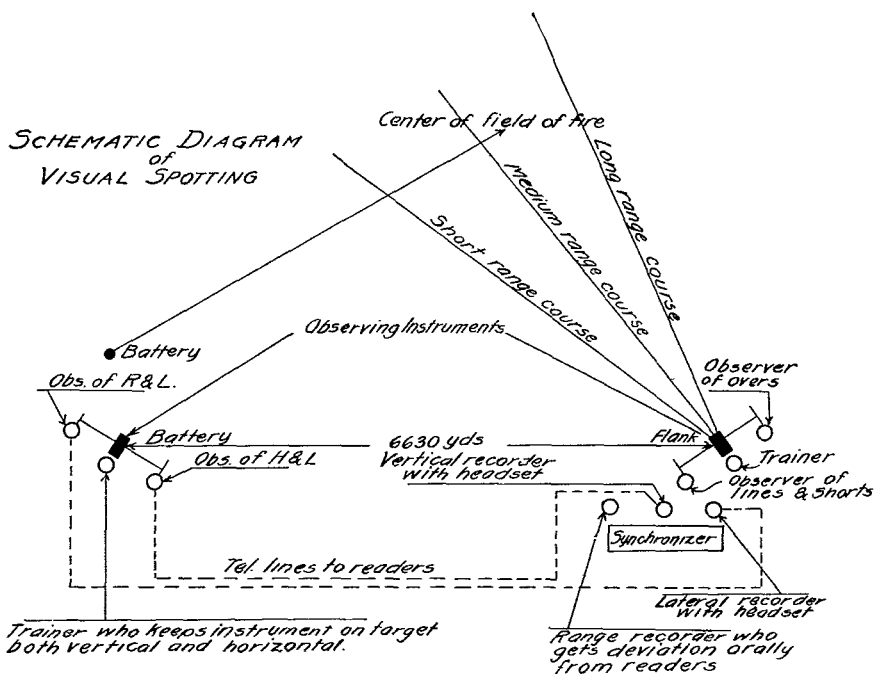 SCHEMATIC DIAGRAM
of
VISUAL SPOTTING
Center of field of fire
Long range course
Medium range course
Short range course
Observing Instruments
Battery
Obs. of R&L.
Observer
of overs
Battery
6630 yds
Flank
Obs. of H&L
Vertical recorder
with headset
Trainer
Observer of
lines & shorts
Synchronizer
Tel. lines to readers
Lateral recorder
with headset
Trainer who keeps instrument on target
both vertical and horizontal.
Range recorder who
gets deviation orally
from readers